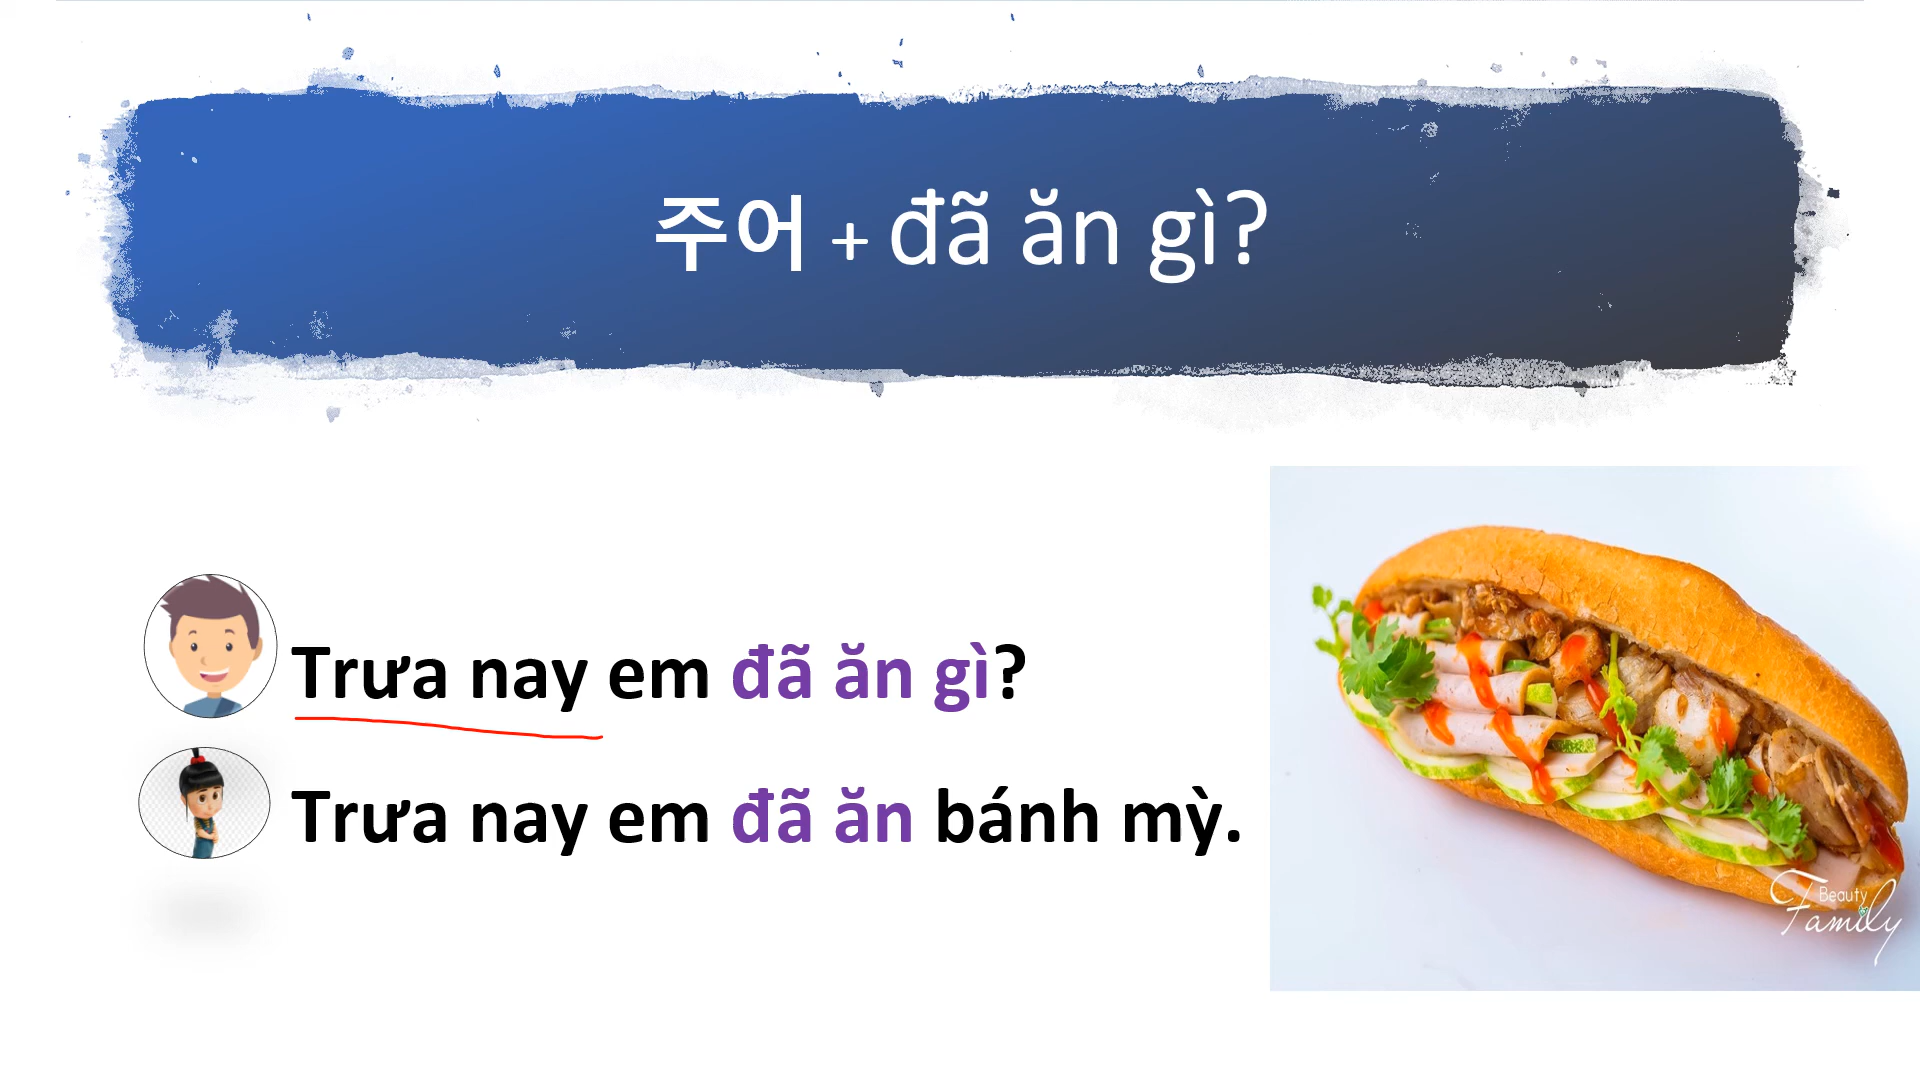 주어 + đã ăn gì?
Trưa nay em đã ăn gì?
Trưa nay em đã ăn bánh mỳ.
Beauty
Family